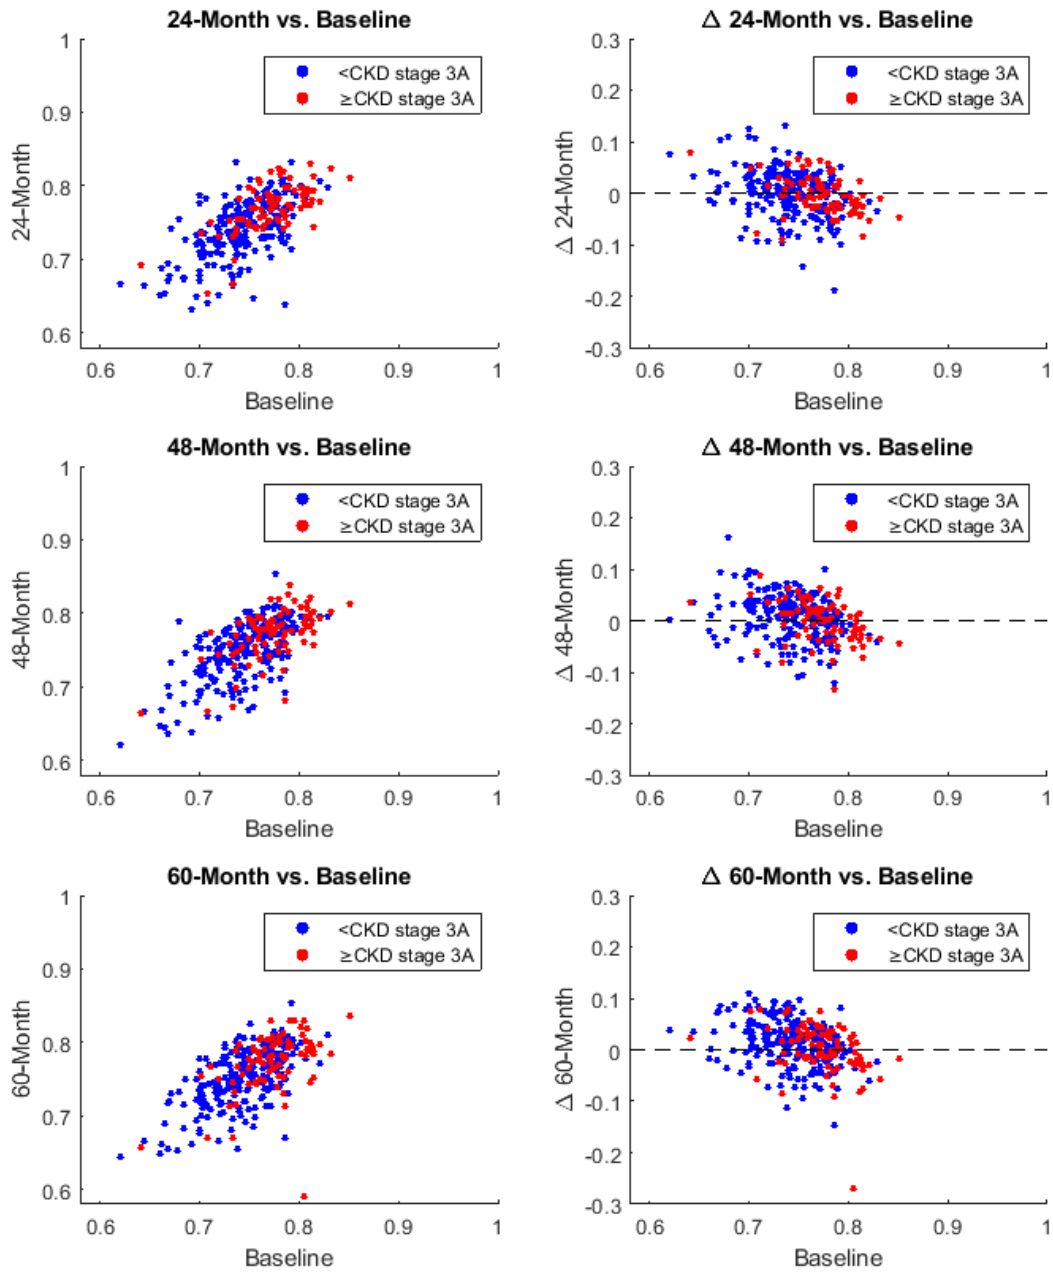 24-Month vs. Baseline
1
0.9
0.8
0.7
0.6
24-Month
<CKD stage 3A
≥CKD stage 3A
0.6 0.7 0.8 0.9 1
Baseline
Δ 24-Month vs. Baseline
0.3
0.2
0.1
0
-0.1
-0.2
-0.3
Δ 24-Month
<CKD stage 3A
≥CKD stage 3A
0.6 0.7 0.8 0.9 1
Baseline
48-Month vs. Baseline
1
0.9
0.8
0.7
0.6
48-Month
<CKD stage 3A
≥CKD stage 3A
0.6 0.7 0.8 0.9 1
Baseline
Δ 48-Month vs. Baseline
0.3
0.2
0.1
0
-0.1
-0.2
-0.3
Δ 48-Month
<CKD stage 3A
≥CKD stage 3A
0.6 0.7 0.8 0.9 1
Baseline
60-Month vs. Baseline
1
0.9
0.8
0.7
0.6
60-Month
<CKD stage 3A
≥CKD stage 3A
0.6 0.7 0.8 0.9 1
Baseline
Δ 60-Month vs. Baseline
0.3
0.2
0.1
0
-0.1
-0.2
-0.3
Δ 60-Month
<CKD stage 3A
≥CKD stage 3A
0.6 0.7 0.8 0.9 1
Baseline